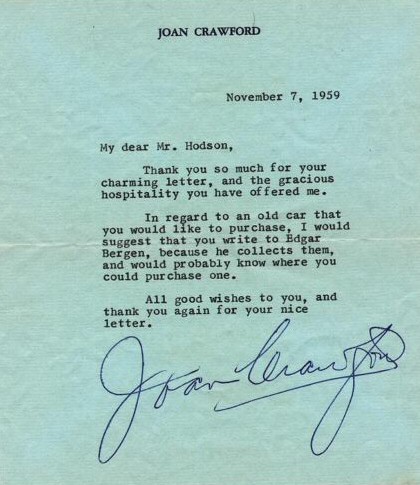 JOAN CRAWFORD
November 7, 1959
My dear Mr. Hodson,
Thank you so much for your
charming letter, and the gracious
hospitality you have offered me.
In regard to an old car that
you would like to purchase, I would
suggest that you write to Edgar
Bergen, because he collects them,
and would probably know where you
could purchase one.
All good wishes to you, and
thank you again for your nice
letter.
Joan Crawford